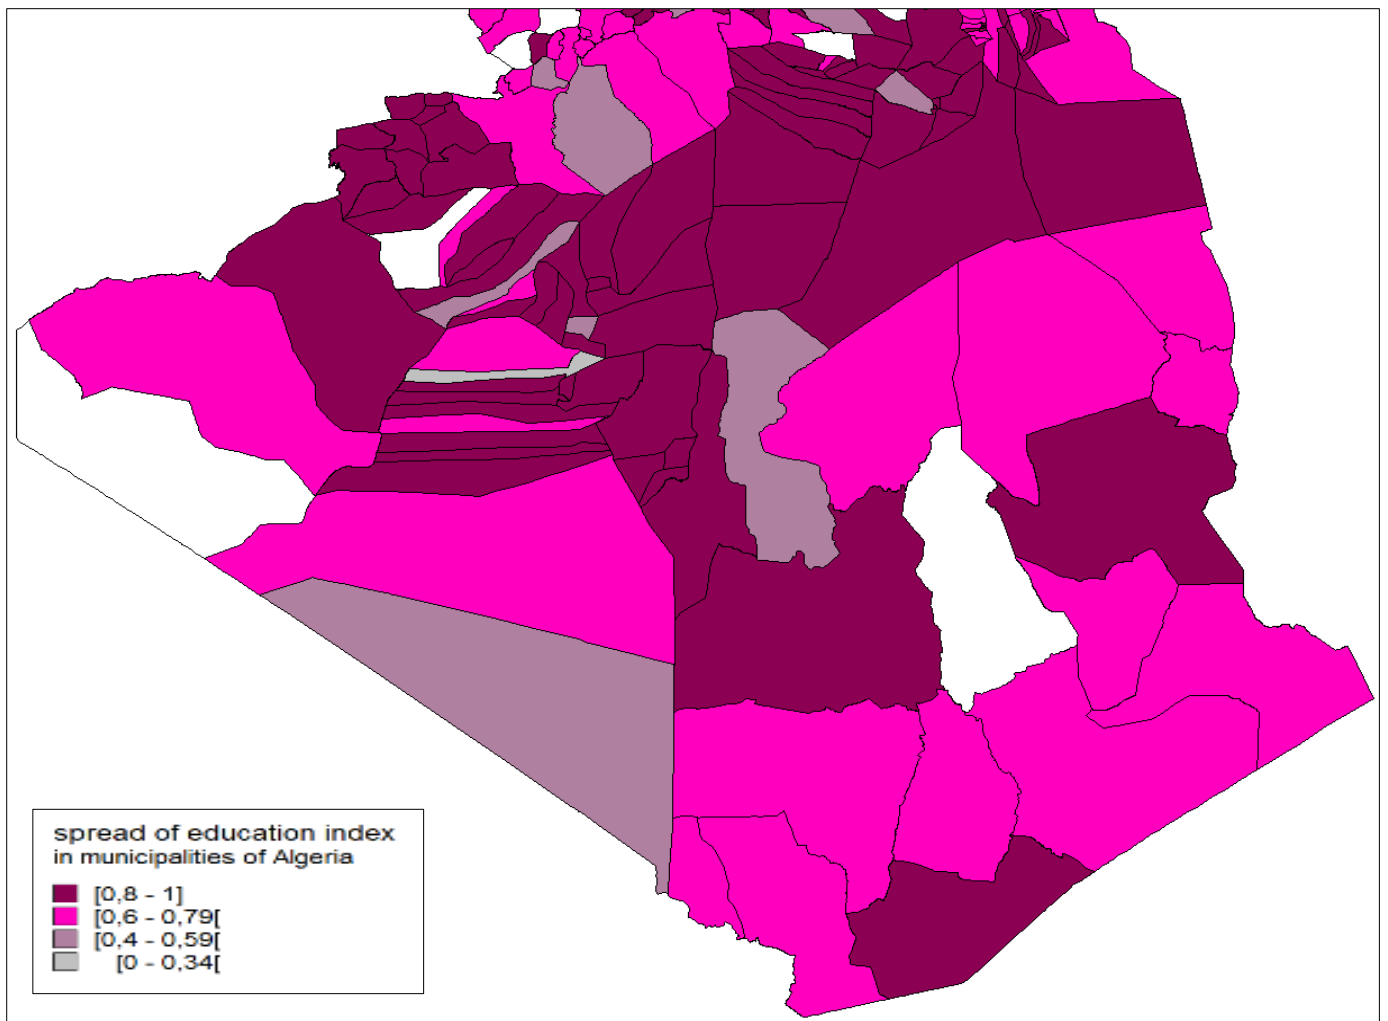 spread of education index
in municipalities of Algeria
[0,8 - 1]
[0,6 - 0,79[
[0,4 - 0,59[
[0 - 0,34[